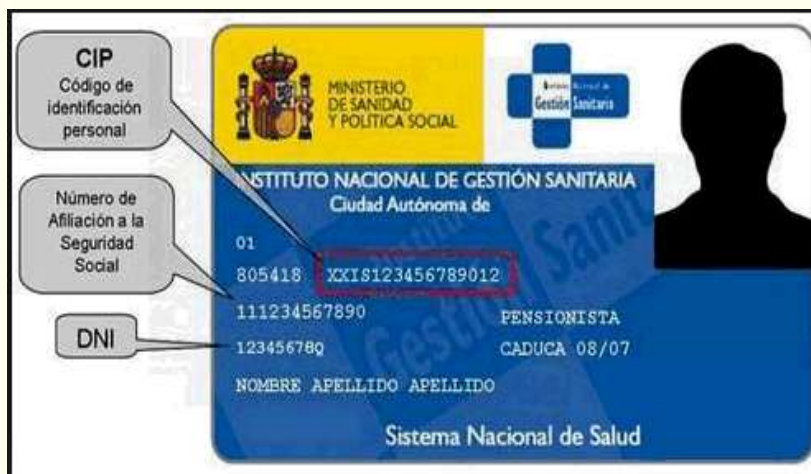 CIP
Código de
identificación
personal
Número de
Afiliación a la
Seguridad
Social
DNI
MINISTERIO
DE SANIDAD
Y POLÍTICA SOCIAL
Gestión Sanitaria
INSTITUTO NACIONAL DE GESTIÓN SANITARIA
Ciudad Autónoma de
01
805418 XXIS123456789012
111234567890 PENSIONISTA
12345678Q CADUCA 08/07
NOMBRE APELLIDO APELLIDO
Sistema Nacional de Salud